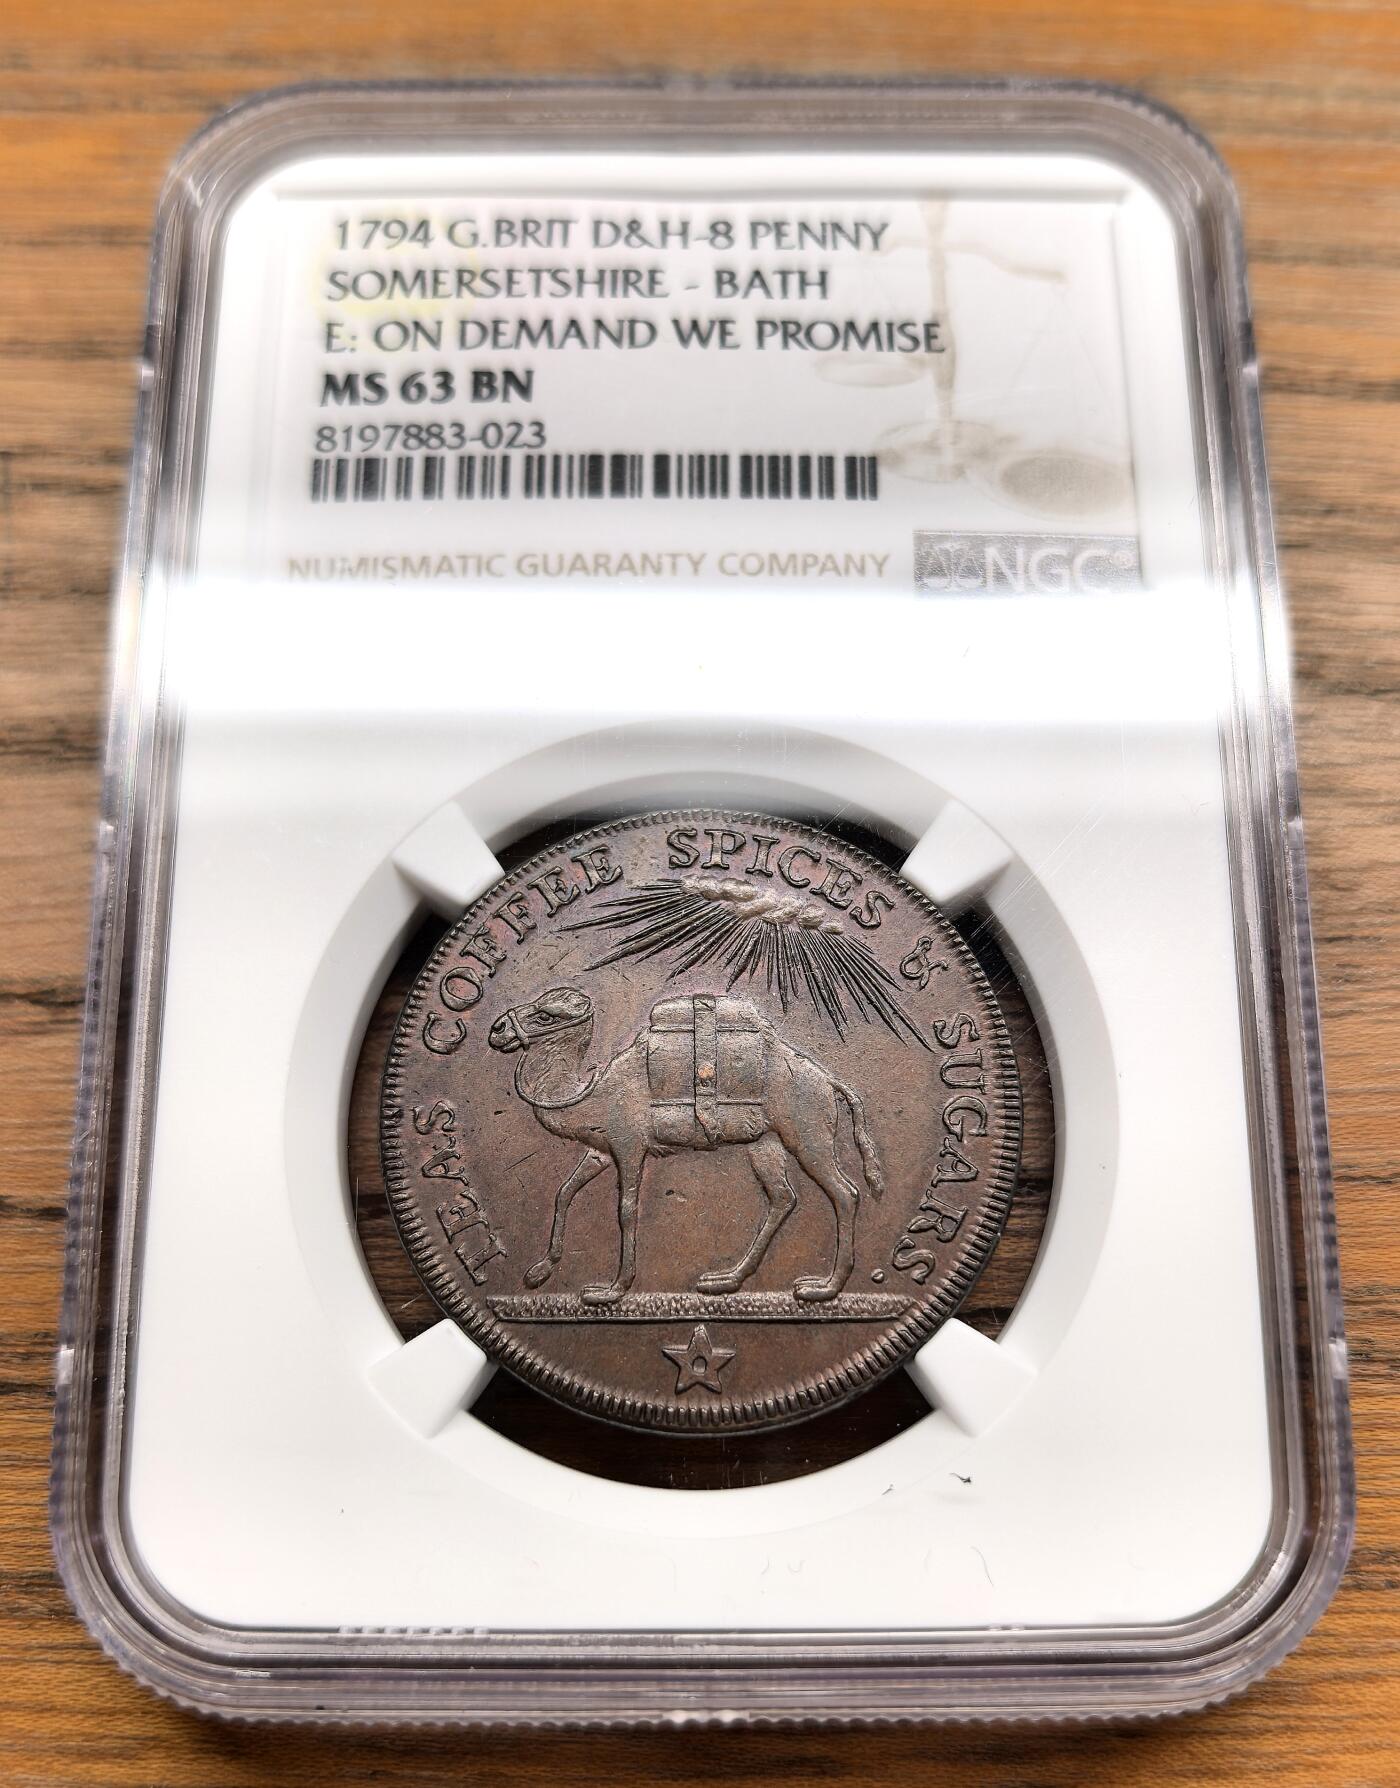 1794 G.BRIT D&H-8 PENNY
SOMERSETSHIRE - BATH
E: ON DEMAND WE PROMISE
MS 63 BN
8197883-023
NUMISMATIC GUARANTY COMPANY
NGC®
TEAS COFFEE SPICES & SUGARS.